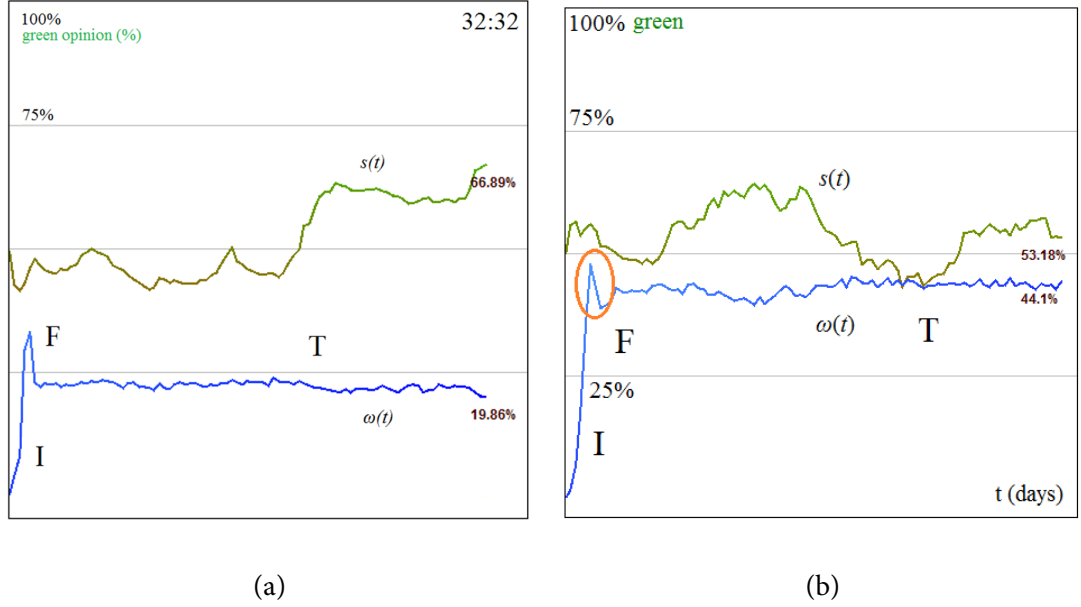 100%
32:32
green opinion (%)
75%
s(t)
66.89%
F
T
19.86%
ω(t)
I
(a)
100% green
75%
s(t)
53.18%
44.1%
ω(t)
F
T
25%
I
t (days)
(b)